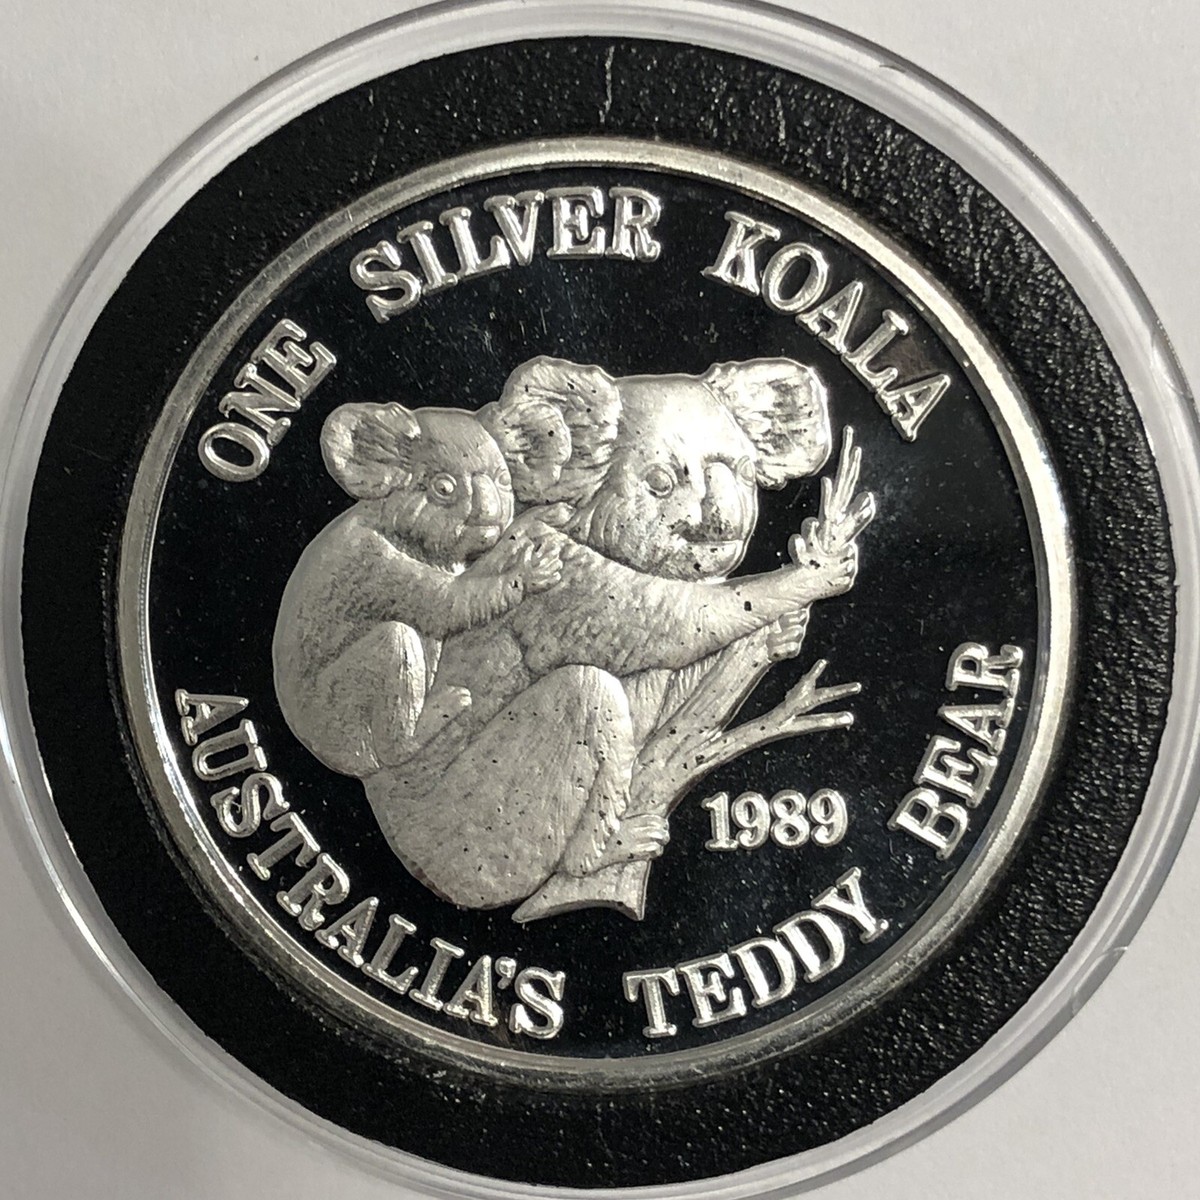 ONE SILVER KOALA
1989
AUSTRALIA'S TEDDY BEAR